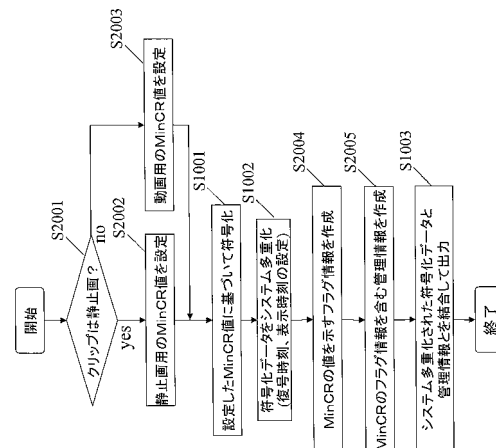 開始
S2001
クリップは静止画？
no
yes
S2002
静止画用のMinCR値を設定
S2003
動画用のMinCR値を設定
S1001
設定したMinCR値に基づいて符号化
S1002
符号化データをシステム多重化
(復号時刻、表示時刻の設定)
S2004
MinCRの値を示すフラグ情報を作成
S2005
MinCRのフラグ情報を含む管理情報を作成
S1003
システム多重化された符号化データと
管理情報とを結合して出力
終了